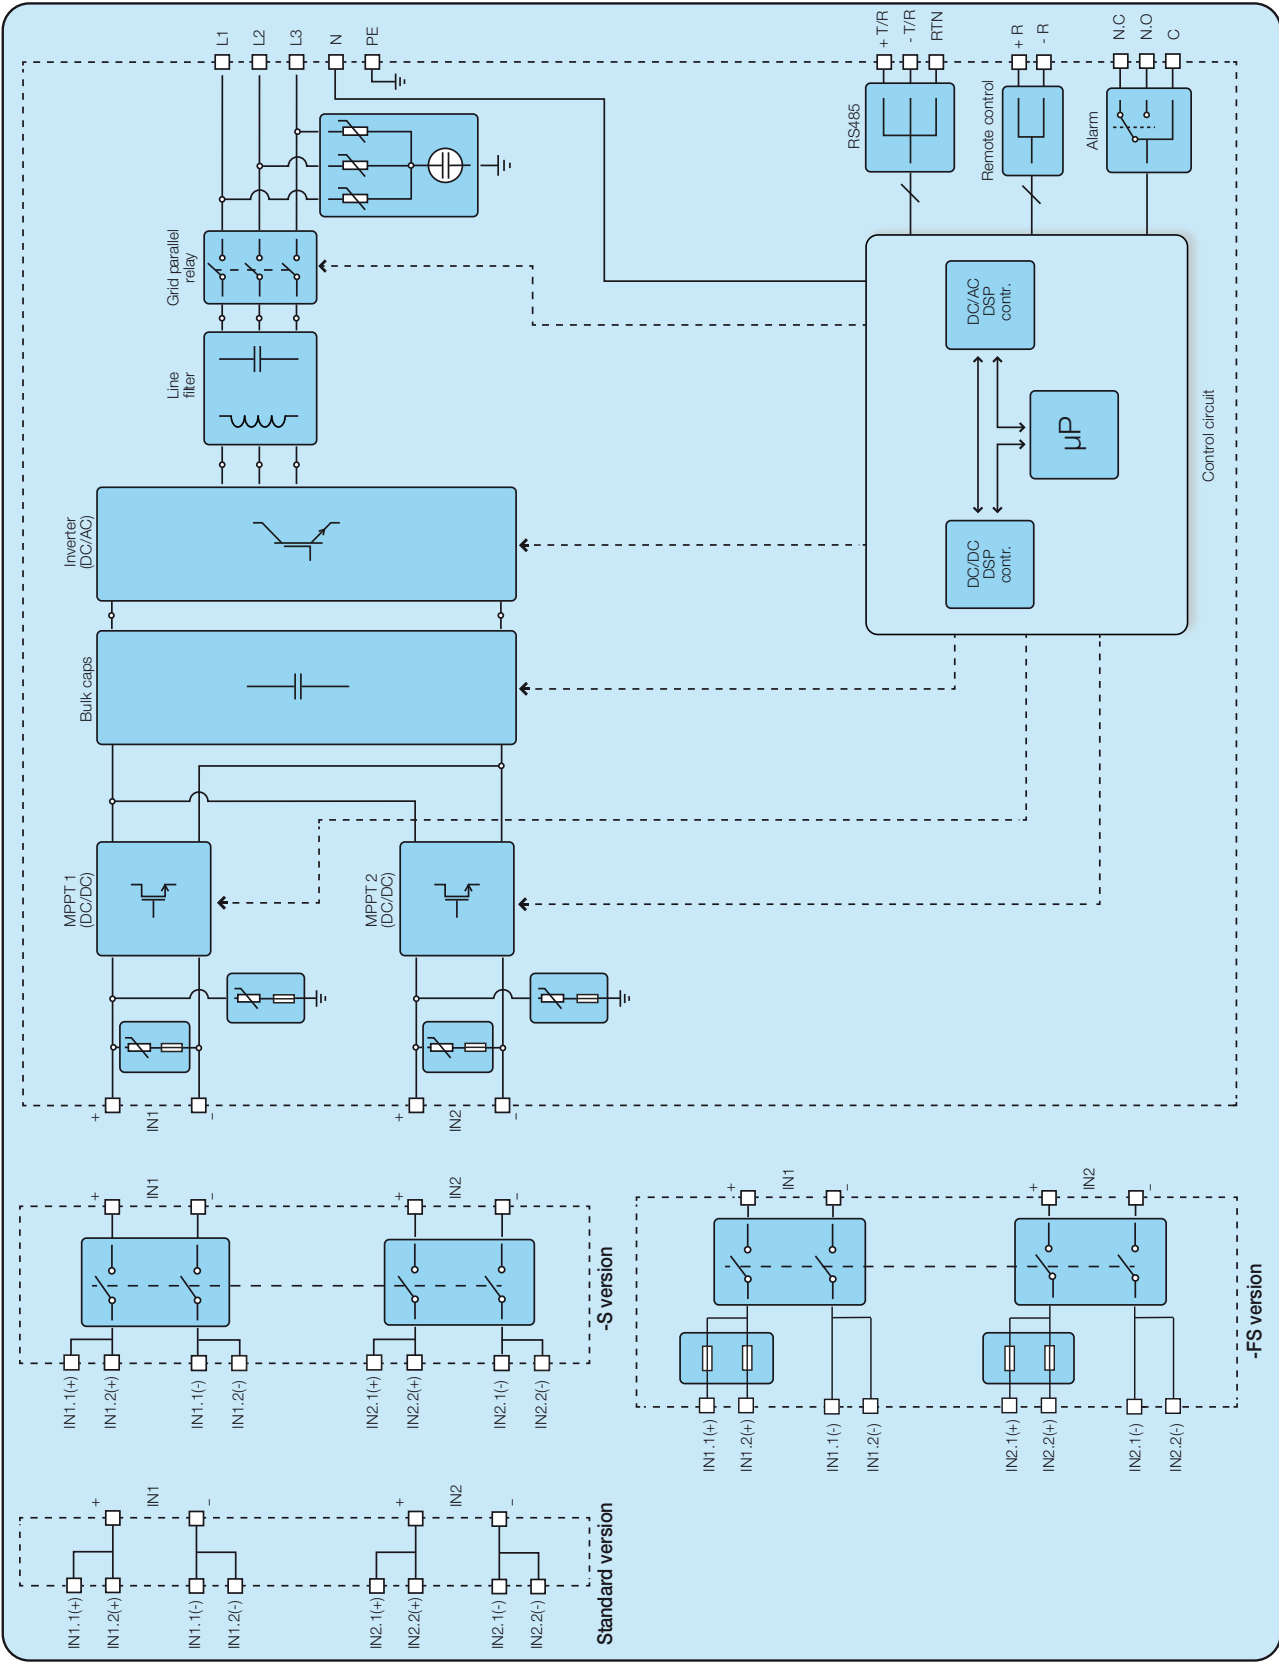 Standard version
IN1.1(+)
IN1.2(+)
IN1.1(-)
IN1.2(-)
IN2.1(+)
IN2.2(+)
IN2.1(-)
IN2.2(-)
+
IN1
−
+
IN2
−
-S version
IN1.1(+)
IN1.2(+)
IN1.1(-)
IN1.2(-)
IN2.1(+)
IN2.2(+)
IN2.1(-)
IN2.2(-)
+
IN1
−
+
IN2
−
-FS version
IN1.1(+)
IN1.2(+)
IN1.1(-)
IN1.2(-)
IN2.1(+)
IN2.2(+)
IN2.1(-)
IN2.2(-)
+
IN1
−
+
IN2
−
+
IN1
−
+
IN2
−
MPPT 1
(DC/DC)
MPPT 2
(DC/DC)
Bulk caps
Inverter
(DC/AC)
Line
filter
Grid parallel
relay
L1
L2
L3
N
PE
DC/DC
DSP
contr.
µP
DC/AC
DSP
contr.
Control circuit
RS485
+ T/R
- T/R
RTN
Remote control
+ R
- R
Alarm
N.C
N.O
C